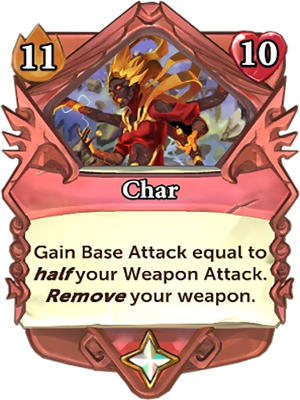 11
10
Char
Gain Base Attack equal to
half your Weapon Attack.
Remove your weapon.